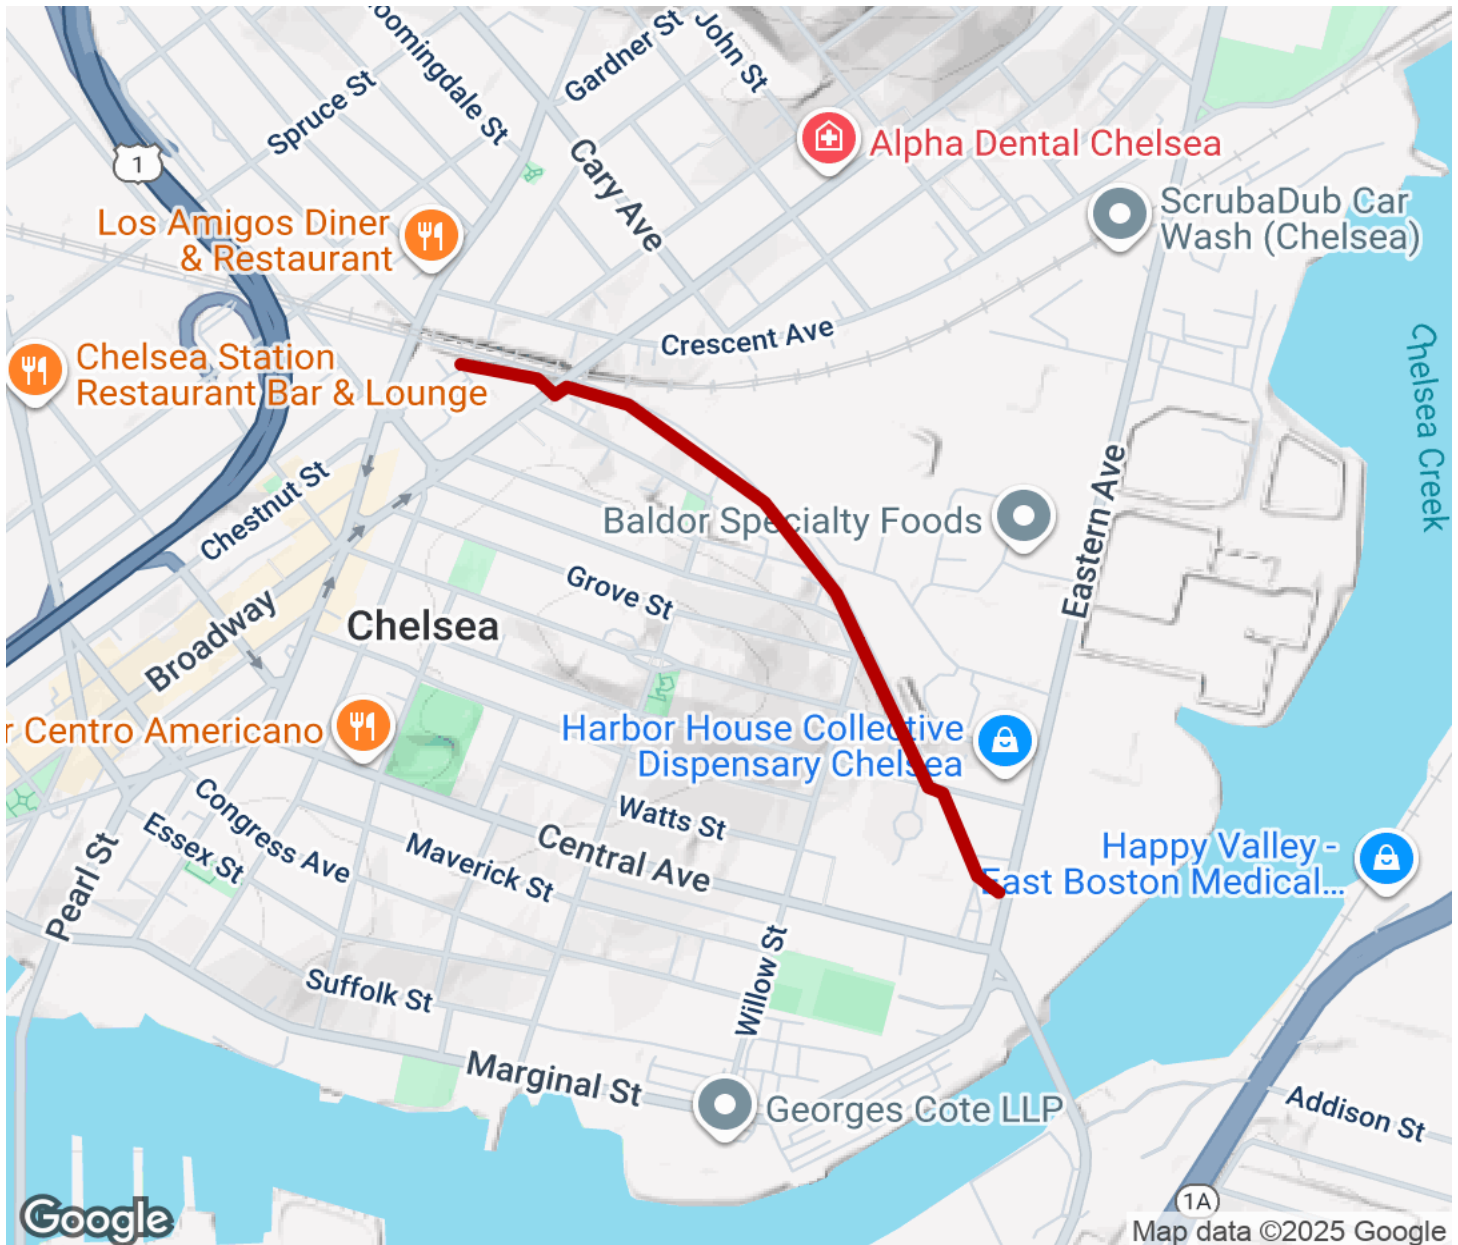 oomingdale St
Gardner St
John St
Spruce St
1
Cary Ave
Alpha Dental Chelsea
Los Amigos Diner
& Restaurant
ScrubaDub Car
Wash (Chelsea)
Crescent Ave
Chelsea Station
Restaurant Bar & Lounge
Chelsea Creek
Chestnut St
Baldor Specialty Foods
Eastern Ave
Grove St
Chelsea
Broadway
r Centro Americano
Harbor House Collective
Dispensary Chelsea
Watts St
Congress Ave
Essex St
Central Ave
Maverick St
Pearl St
Happy Valley -
East Boston Medical...
Willow St
Suffolk St
Marginal St
Georges Cote LLP
Addison St
1A
Google
Map data ©2025 Google